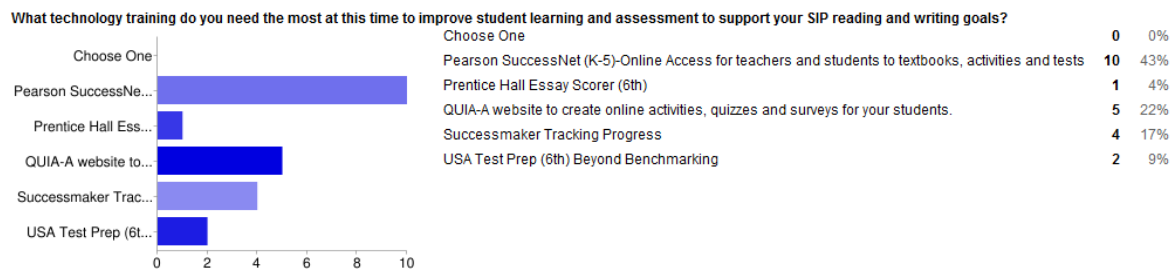 What technology training do you need the most at this time to improve student learning and assessment to support your SIP reading and writing goals?
Choose One
Pearson SuccessNe...
Prentice Hall Ess...
QUIA-A website to...
Successmaker Trac...
USA Test Prep (6t...
0 2 4 6 8 10
Choose One 0 0%
Pearson SuccessNet (K-5)-Online Access for teachers and students to textbooks, activities and tests 10 43%
Prentice Hall Essay Scorer (6th) 1 4%
QUIA-A website to create online activities, quizzes and surveys for your students. 5 22%
Successmaker Tracking Progress 4 17%
USA Test Prep (6th) Beyond Benchmarking 2 9%